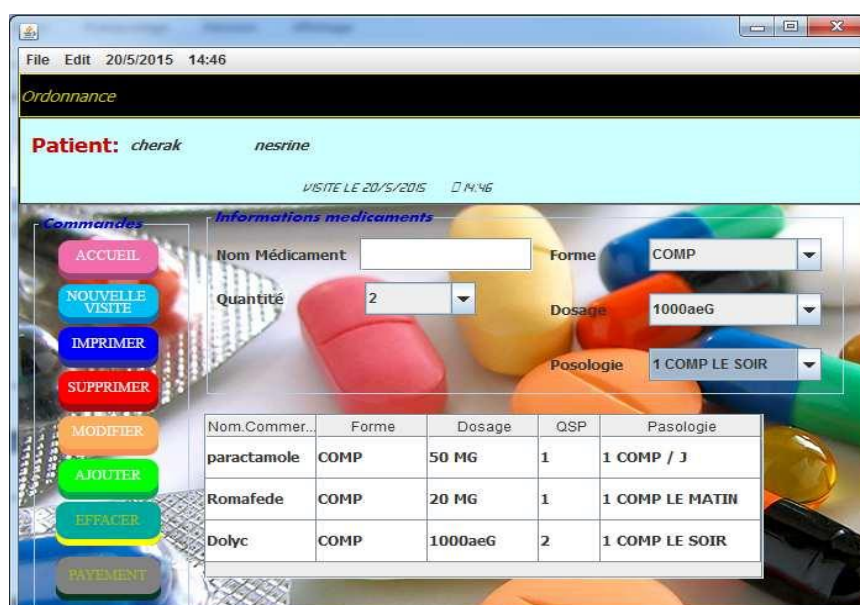 File Edit 20/5/2015 14:46
Ordonnance
Patient: cherak nesrine
VISITE LE 20/5/2015 14:46
Commandes
ACCUEIL
NOUVELLE
VISITE
IMPRIMER
SUPPRIMER
MODIFIER
AJOUTER
EFFACER
PAYEMENT
Informations medicaments
Nom Médicament Forme COMP
Quantité 2 Dosage 1000aeG
Posologie 1 COMP LE SOIR
Nom.Commer... Forme Dosage QSP Pasologie
paractamole COMP 50 MG 1 1 COMP / J
Romafede COMP 20 MG 1 1 COMP LE MATIN
Dolyc COMP 1000aeG 2 1 COMP LE SOIR